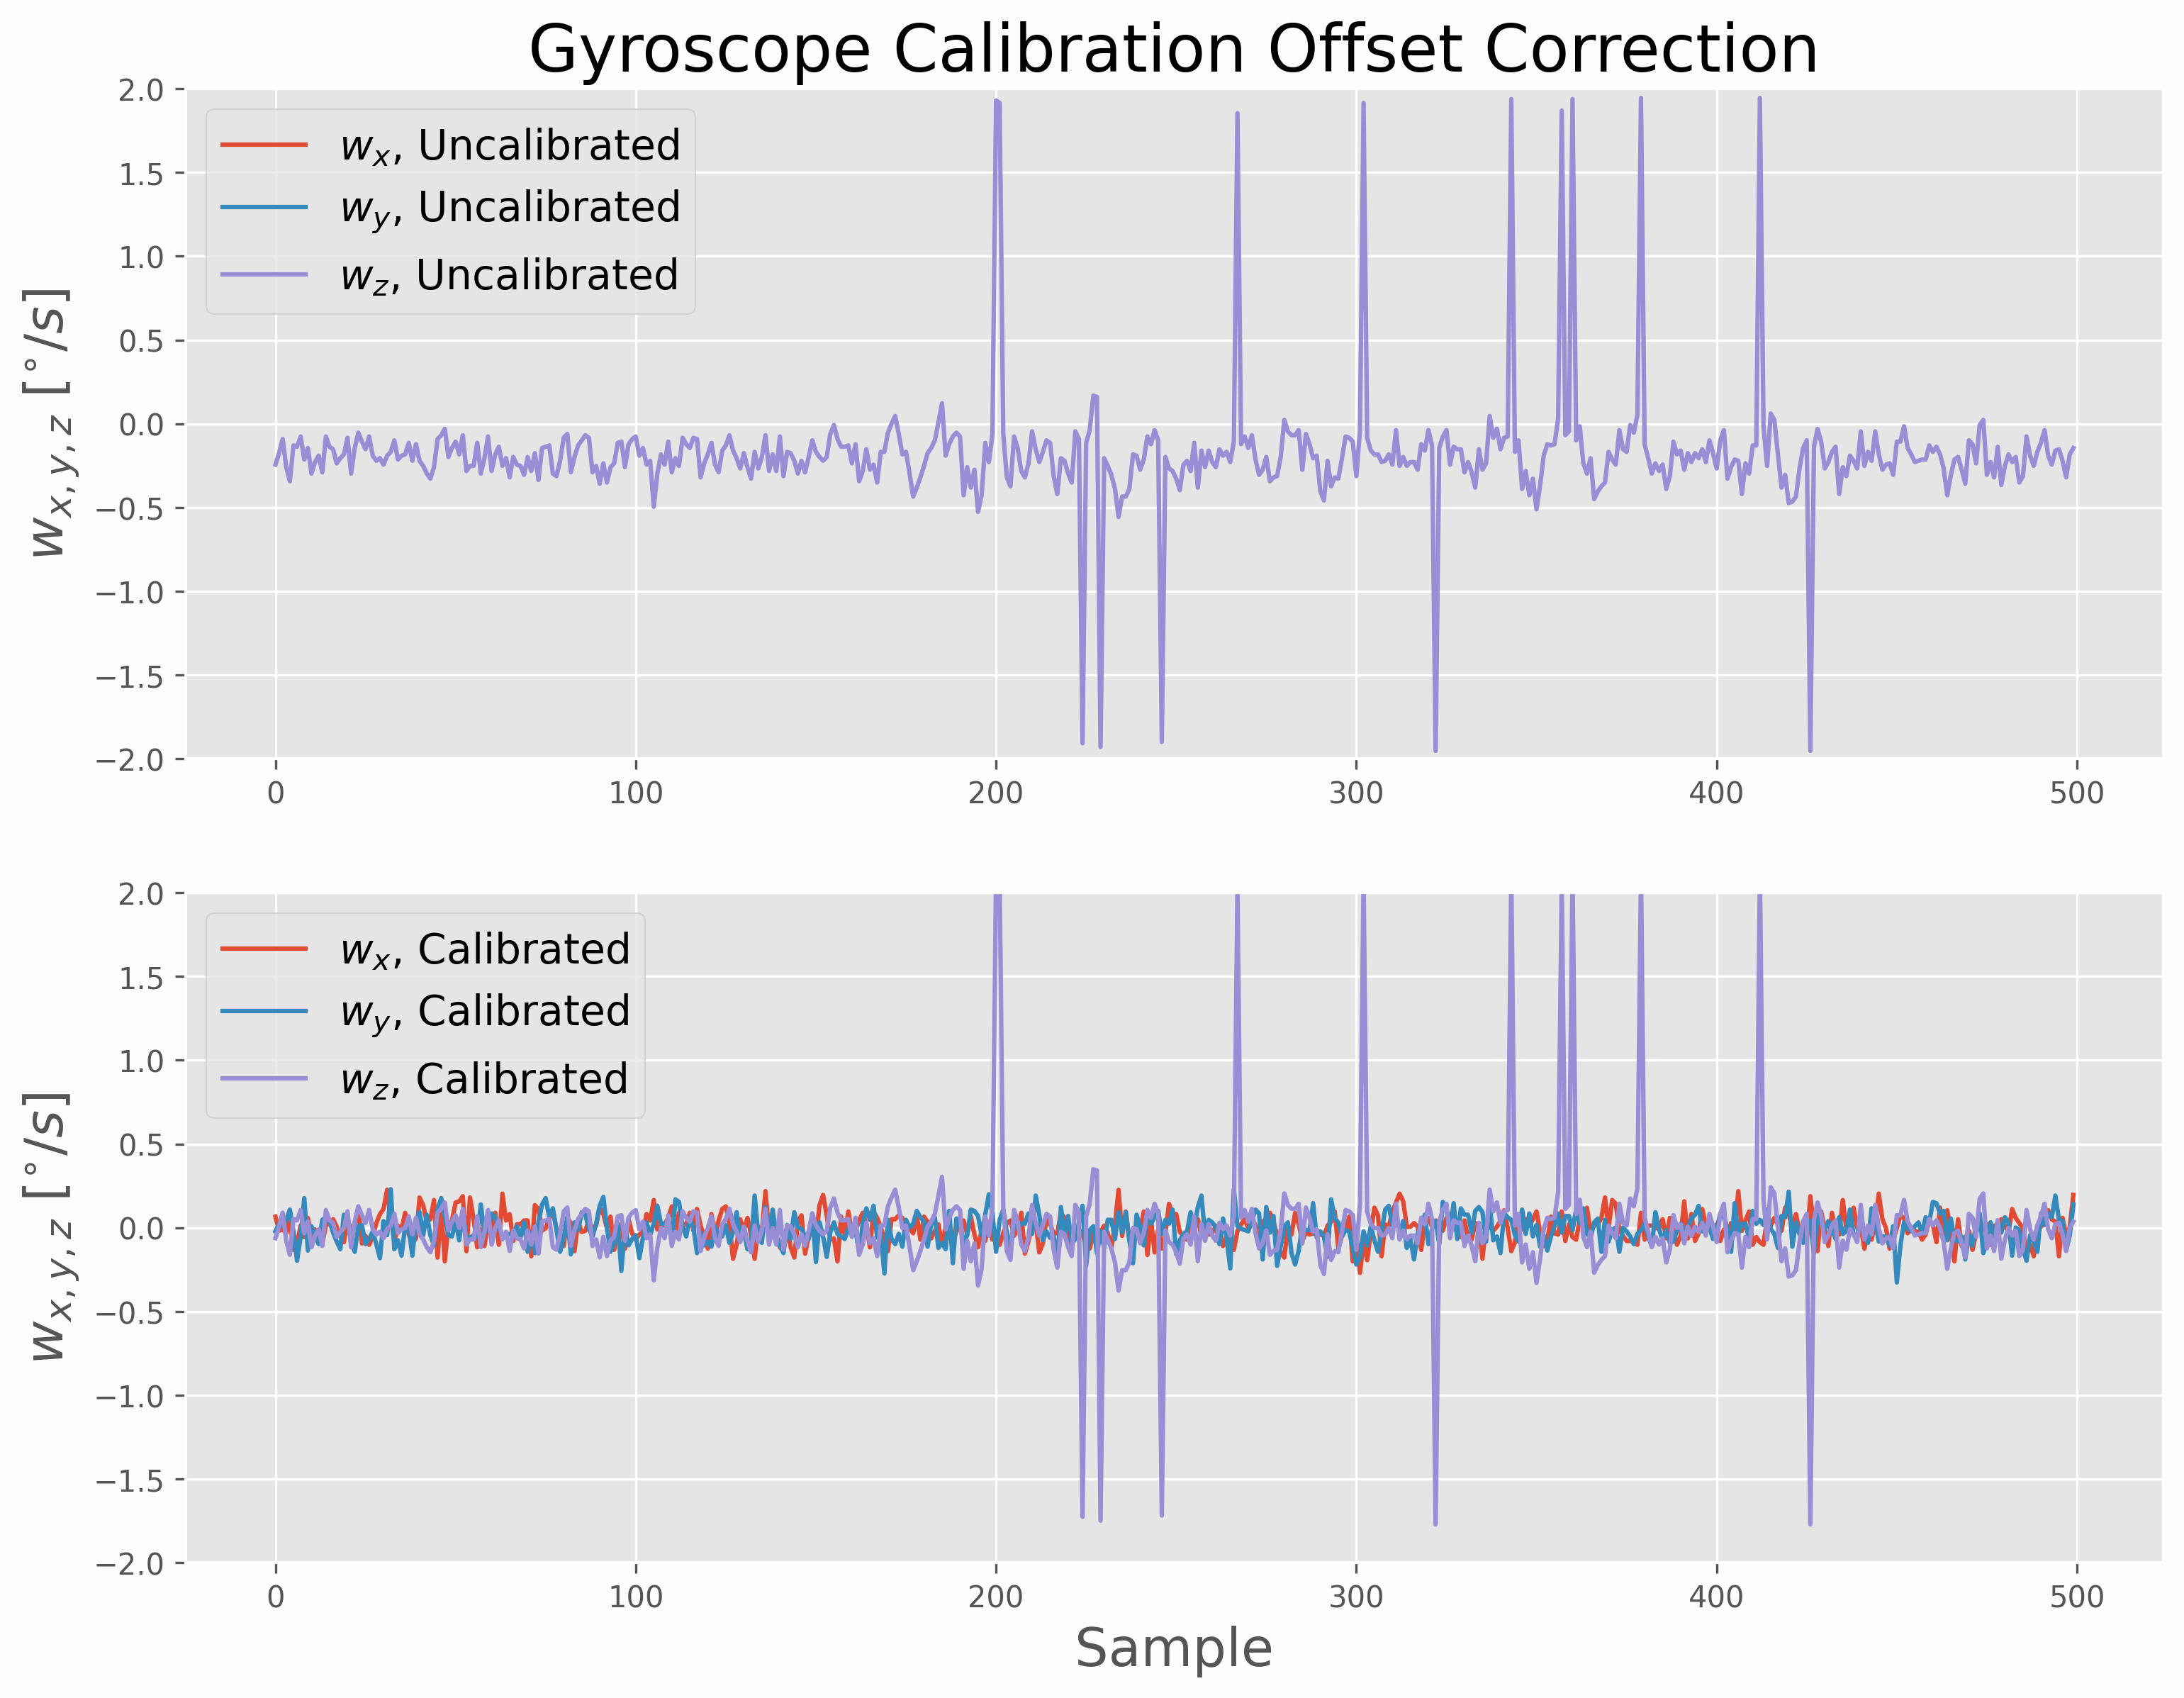 Gyroscope Calibration Offset Correction
2.0
1.5
1.0
0.5
0.0
−0.5
−1.0
−1.5
−2.0
w_x, Uncalibrated
w_y, Uncalibrated
w_z, Uncalibrated
w_{x,y,z} [°/s]
0 100 200 300 400 500
2.0
1.5
1.0
0.5
0.0
−0.5
−1.0
−1.5
−2.0
w_x, Calibrated
w_y, Calibrated
w_z, Calibrated
w_{x,y,z} [°/s]
0 100 200 300 400 500
Sample